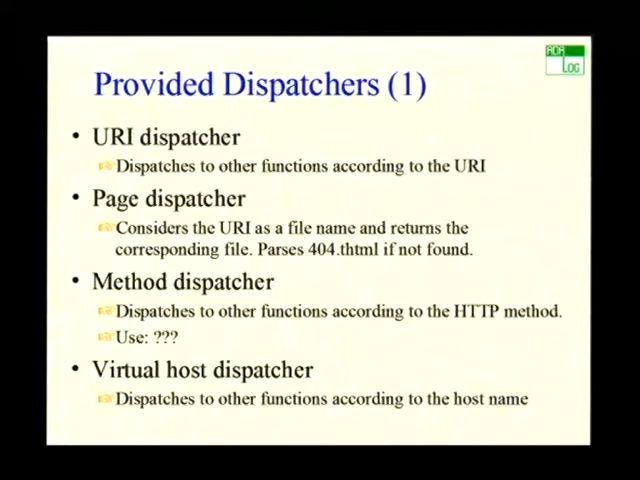 ADA
LOG
Provided Dispatchers (1)
• URI dispatcher
Dispatches to other functions according to the URI
• Page dispatcher
Considers the URI as a file name and returns the
corresponding file. Parses 404.thtml if not found.
• Method dispatcher
Dispatches to other functions according to the HTTP method.
Use: ???
• Virtual host dispatcher
Dispatches to other functions according to the host name